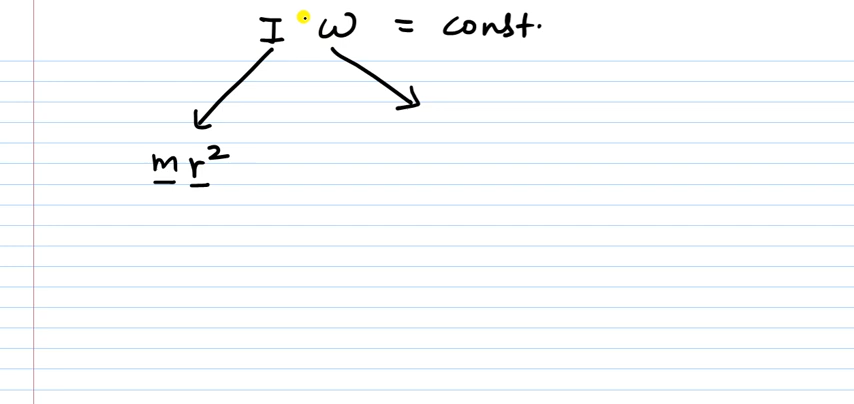 I · ω = const.
m r²